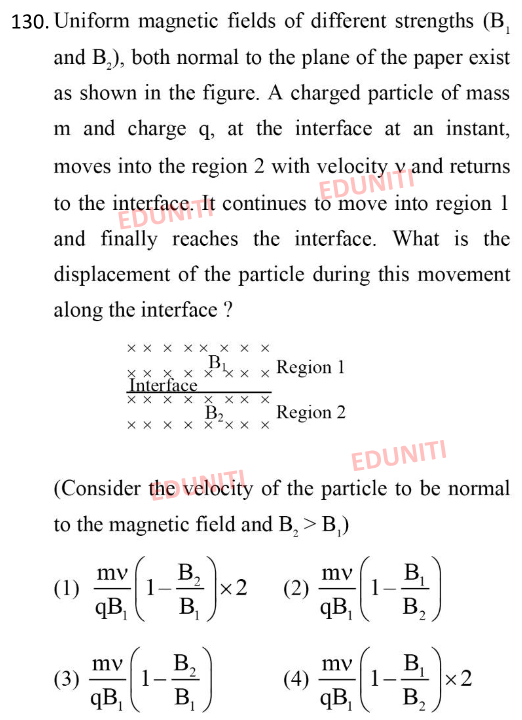 130. Uniform magnetic fields of different strengths (B₁
and B₂), both normal to the plane of the paper exist
as shown in the figure. A charged particle of mass
m and charge q, at the interface at an instant,
moves into the region 2 with velocity v and returns
to the interface. It continues to move into region 1
and finally reaches the interface. What is the
displacement of the particle during this movement
along the interface ?
EDUNITI
EDUNITI
× × × × × × × ×
B₁
× × × × × × × × Region 1
Interface
× × × × × × × ×
B₂ Region 2
× × × × × × × ×
EDUNITI
EDUNITI
(Consider the velocity of the particle to be normal
to the magnetic field and B₂ > B₁)
(1) mv/qB₁ (1 − B₂/B₁) × 2 (2) mv/qB₁ (1 − B₁/B₂)
(3) mv/qB₁ (1 − B₂/B₁) (4) mv/qB₁ (1 − B₁/B₂) × 2